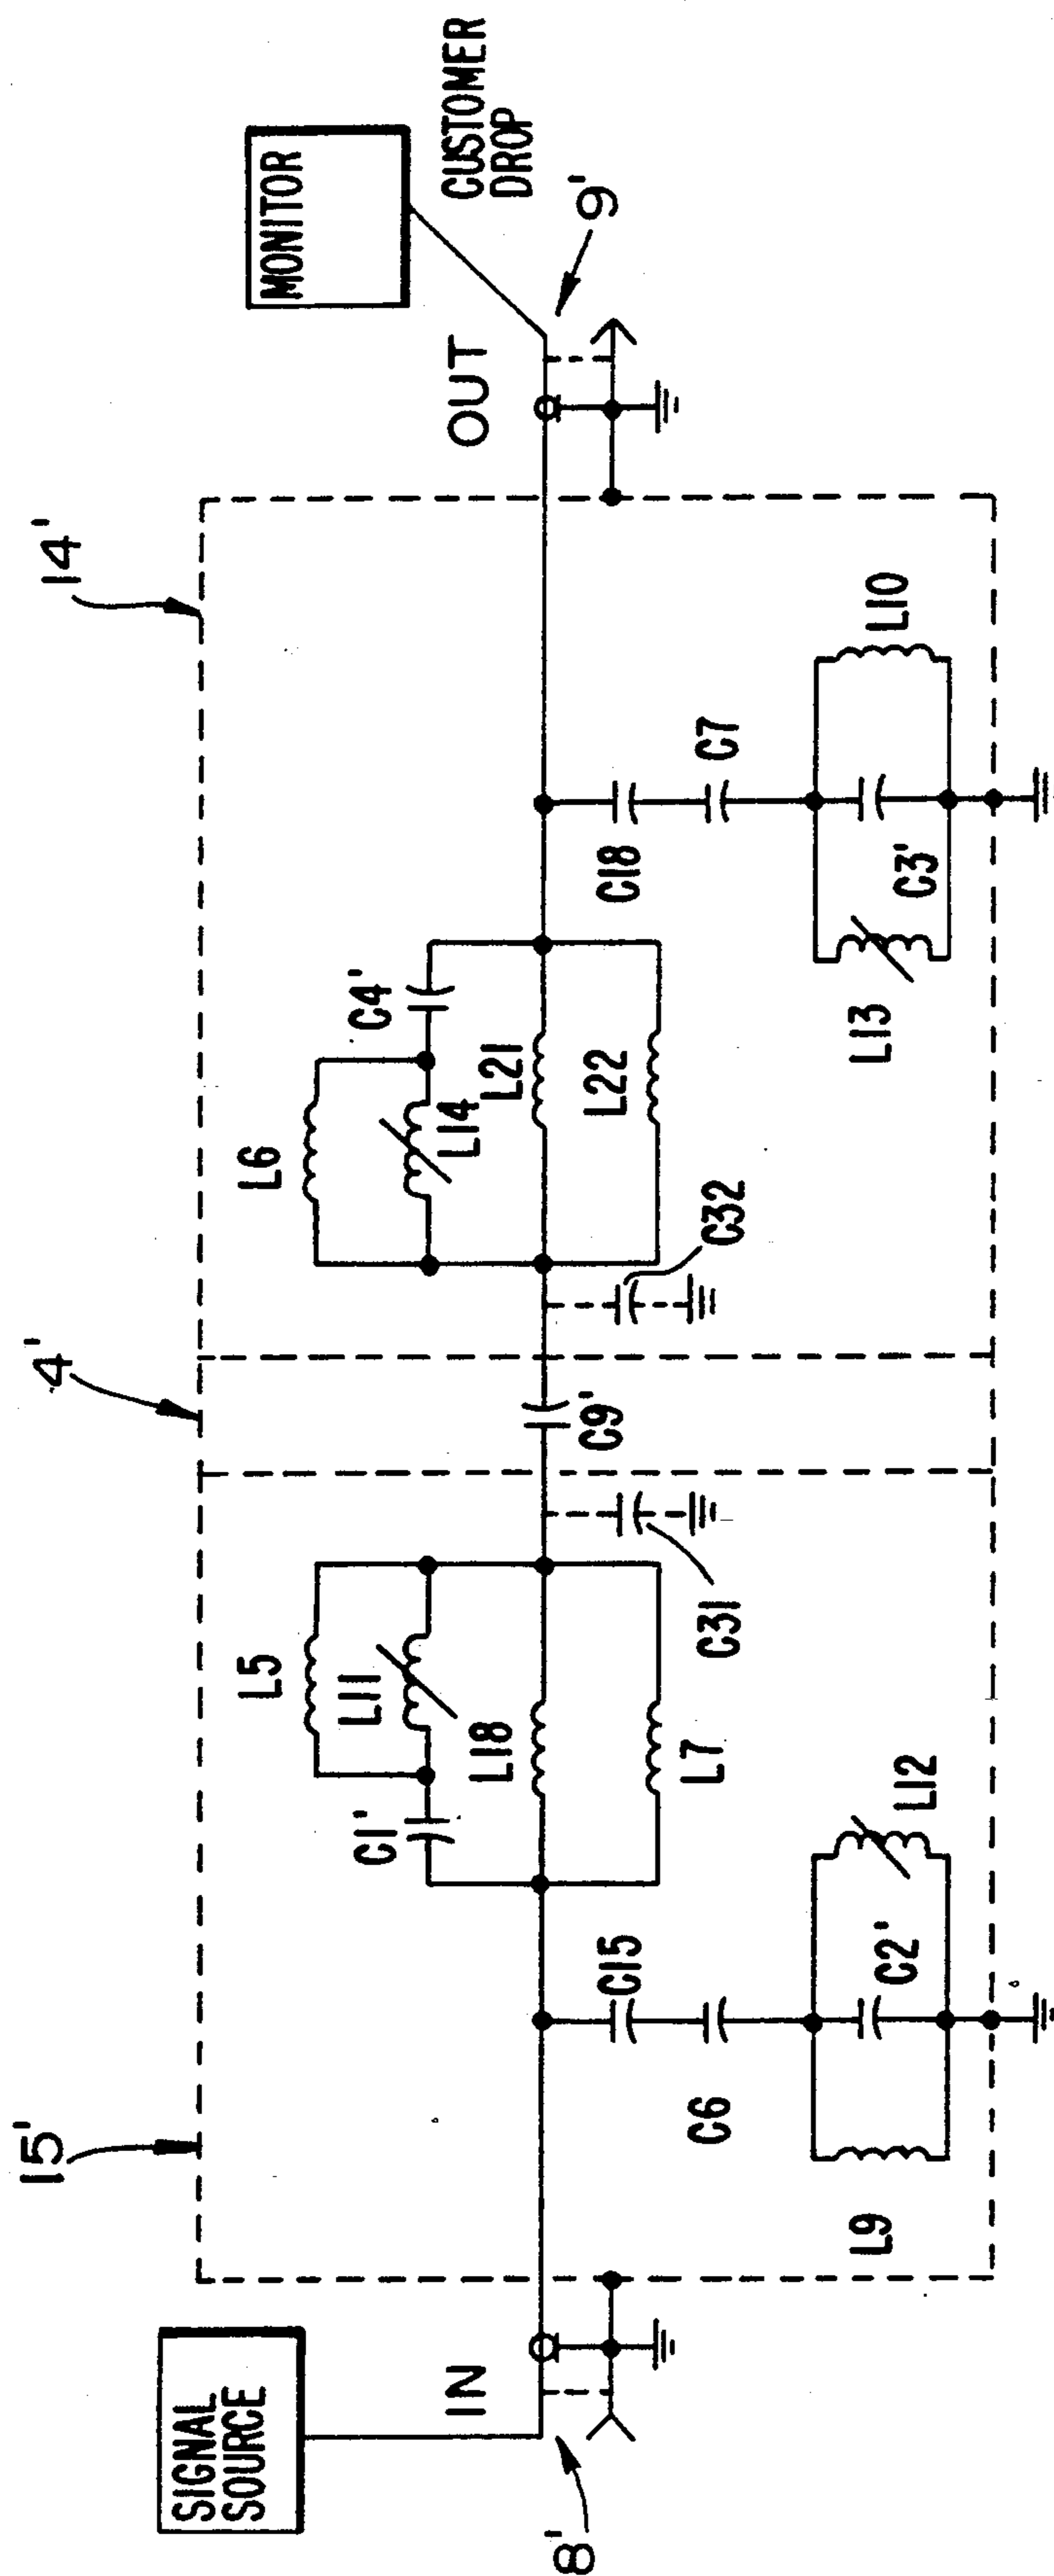 SIGNAL
SOURCE
IN
8'
15'
4'
14'
L5
L11
C1'
L18
L7
C31
C15
C6
L9
C2'
L12
C9'
L6
C4'
L14
L21
L22
C32
C18
C7
L13
C3'
L10
OUT
9'
MONITOR
CUSTOMER
DROP